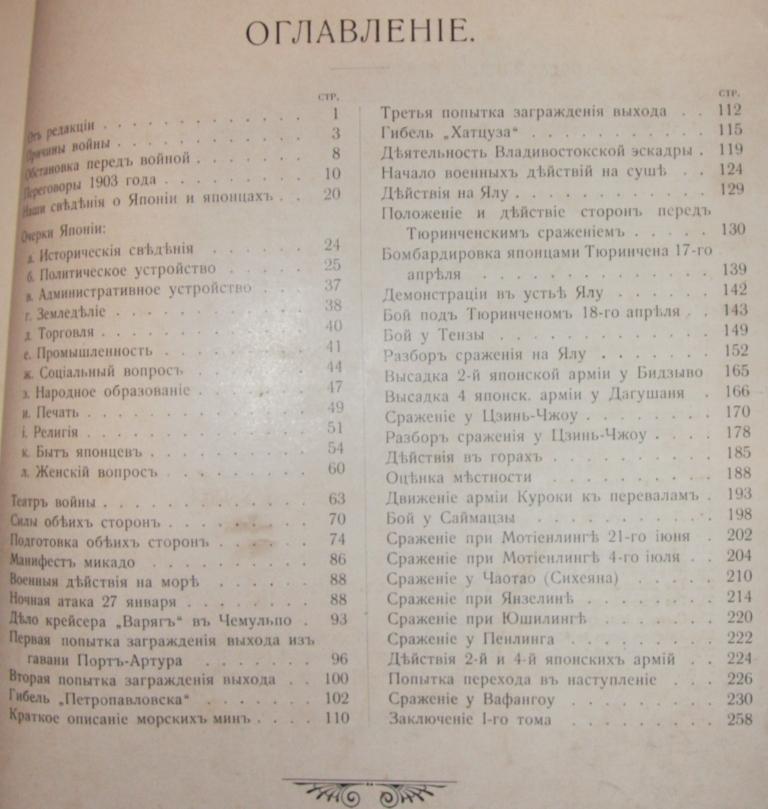 ОГЛАВЛЕНІЕ.
СТР.
Отъ редакціи . . . . . . . . . . . . 1
Причины войны . . . . . . . . . . . 3
Обстановка передъ войной . . . . . . . 8
Переговоры 1903 года . . . . . . . . . 10
Наши свѣдѣнія о Японіи и японцахъ . . 20
Очерки Японіи:
а. Историческія свѣдѣнія . . . . . . 24
б. Политическое устройство . . . . . 25
в. Административное устройство . . . 37
г. Земледѣліе . . . . . . . . . . . 38
д. Торговля . . . . . . . . . . . . 40
е. Промышленность . . . . . . . . . 41
ж. Соціальный вопросъ . . . . . . . 44
з. Народное образованіе . . . . . . 47
и. Печать . . . . . . . . . . . . . 49
і. Религія . . . . . . . . . . . . . 51
к. Бытъ японцевъ . . . . . . . . . . 54
л. Женскій вопросъ . . . . . . . . . 60
Театръ войны . . . . . . . . . . . . 63
Силы обѣихъ сторонъ . . . . . . . . . 70
Подготовка обѣихъ сторонъ . . . . . . 74
Манифестъ микадо . . . . . . . . . . 86
Военныя дѣйствія на морѣ . . . . . . . 88
Ночная атака 27 января . . . . . . . . 88
Дѣло крейсера „Варягъ“ въ Чемульпо . 93
Первая попытка загражденія выхода изъ
гавани Портъ-Артура . . . . . . . 96
Вторая попытка загражденія выхода . . 100
Гибель „Петропавловска“ . . . . . . . 102
Краткое описаніе морскихъ минъ . . . . 110
СТР.
Третья попытка загражденія выхода . . 112
Гибель „Хатцуза“ . . . . . . . . . . . 115
Дѣятельность Владивостокской эскадры . 119
Начало военныхъ дѣйствій на сушѣ . . 124
Дѣйствія на Ялу . . . . . . . . . . . 129
Положеніе и дѣйствіе сторонъ передъ
Тюринченскимъ сраженіемъ . . . . . 130
Бомбардировка японцами Тюринчена 17-го
апрѣля . . . . . . . . . . . . . 139
Демонстраціи въ устьѣ Ялу . . . . . . 142
Бой подъ Тюринченомъ 18-го апрѣля . . 143
Бой у Тензы . . . . . . . . . . . . . 149
Разборъ сраженія на Ялу . . . . . . . 152
Высадка 2-й японской арміи у Бидзыво 165
Высадка 4 японск. арміи у Дагушаня . 166
Сраженіе у Цзинь-Чжоу . . . . . . . . 170
Разборъ сраженія у Цзинь-Чжоу . . . . 178
Дѣйствія въ горахъ . . . . . . . . . . 185
Оцѣнка мѣстности . . . . . . . . . . 188
Движеніе арміи Куроки къ переваламъ . 193
Бой у Саймацзы . . . . . . . . . . . 198
Сраженіе при Мотіенлингѣ 21-го іюня . 202
Сраженіе при Мотіенлингѣ 4-го іюля . . 204
Сраженіе у Чаотао (Сихеяна) . . . . . 210
Сраженіе при Янзелинѣ . . . . . . . . 214
Сраженіе при Юшилингѣ . . . . . . . . 220
Сраженіе у Пенлинга . . . . . . . . . 222
Дѣйствія 2-й и 4-й японскихъ армій . . 224
Попытка перехода въ наступленіе . . . 226
Сраженіе у Вафангоу . . . . . . . . . 230
Заключеніе I-го тома . . . . . . . . . 258